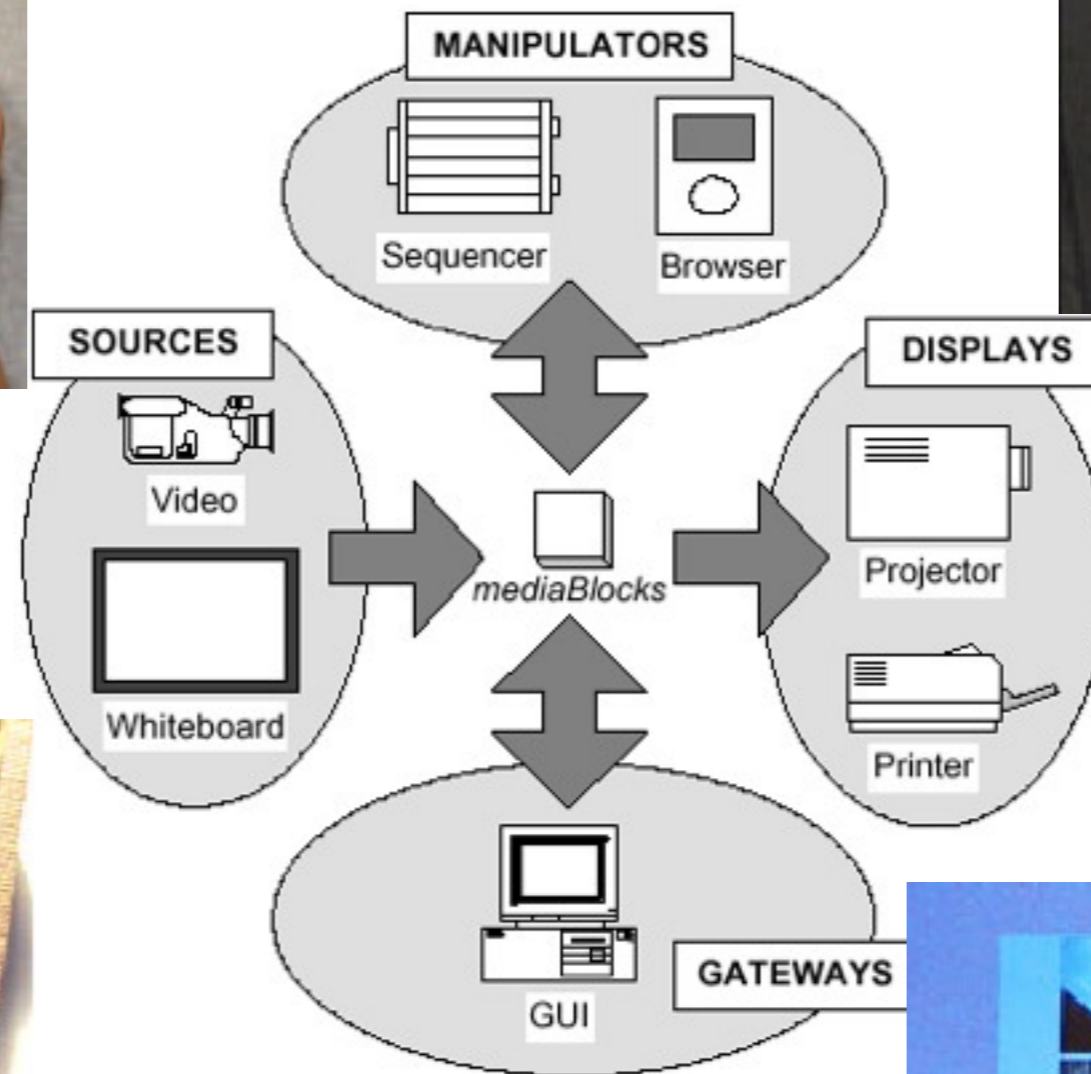 MANIPULATORS
Sequencer
Browser
SOURCES
Video
Whiteboard
mediaBlocks
DISPLAYS
Projector
Printer
GUI
GATEWAYS